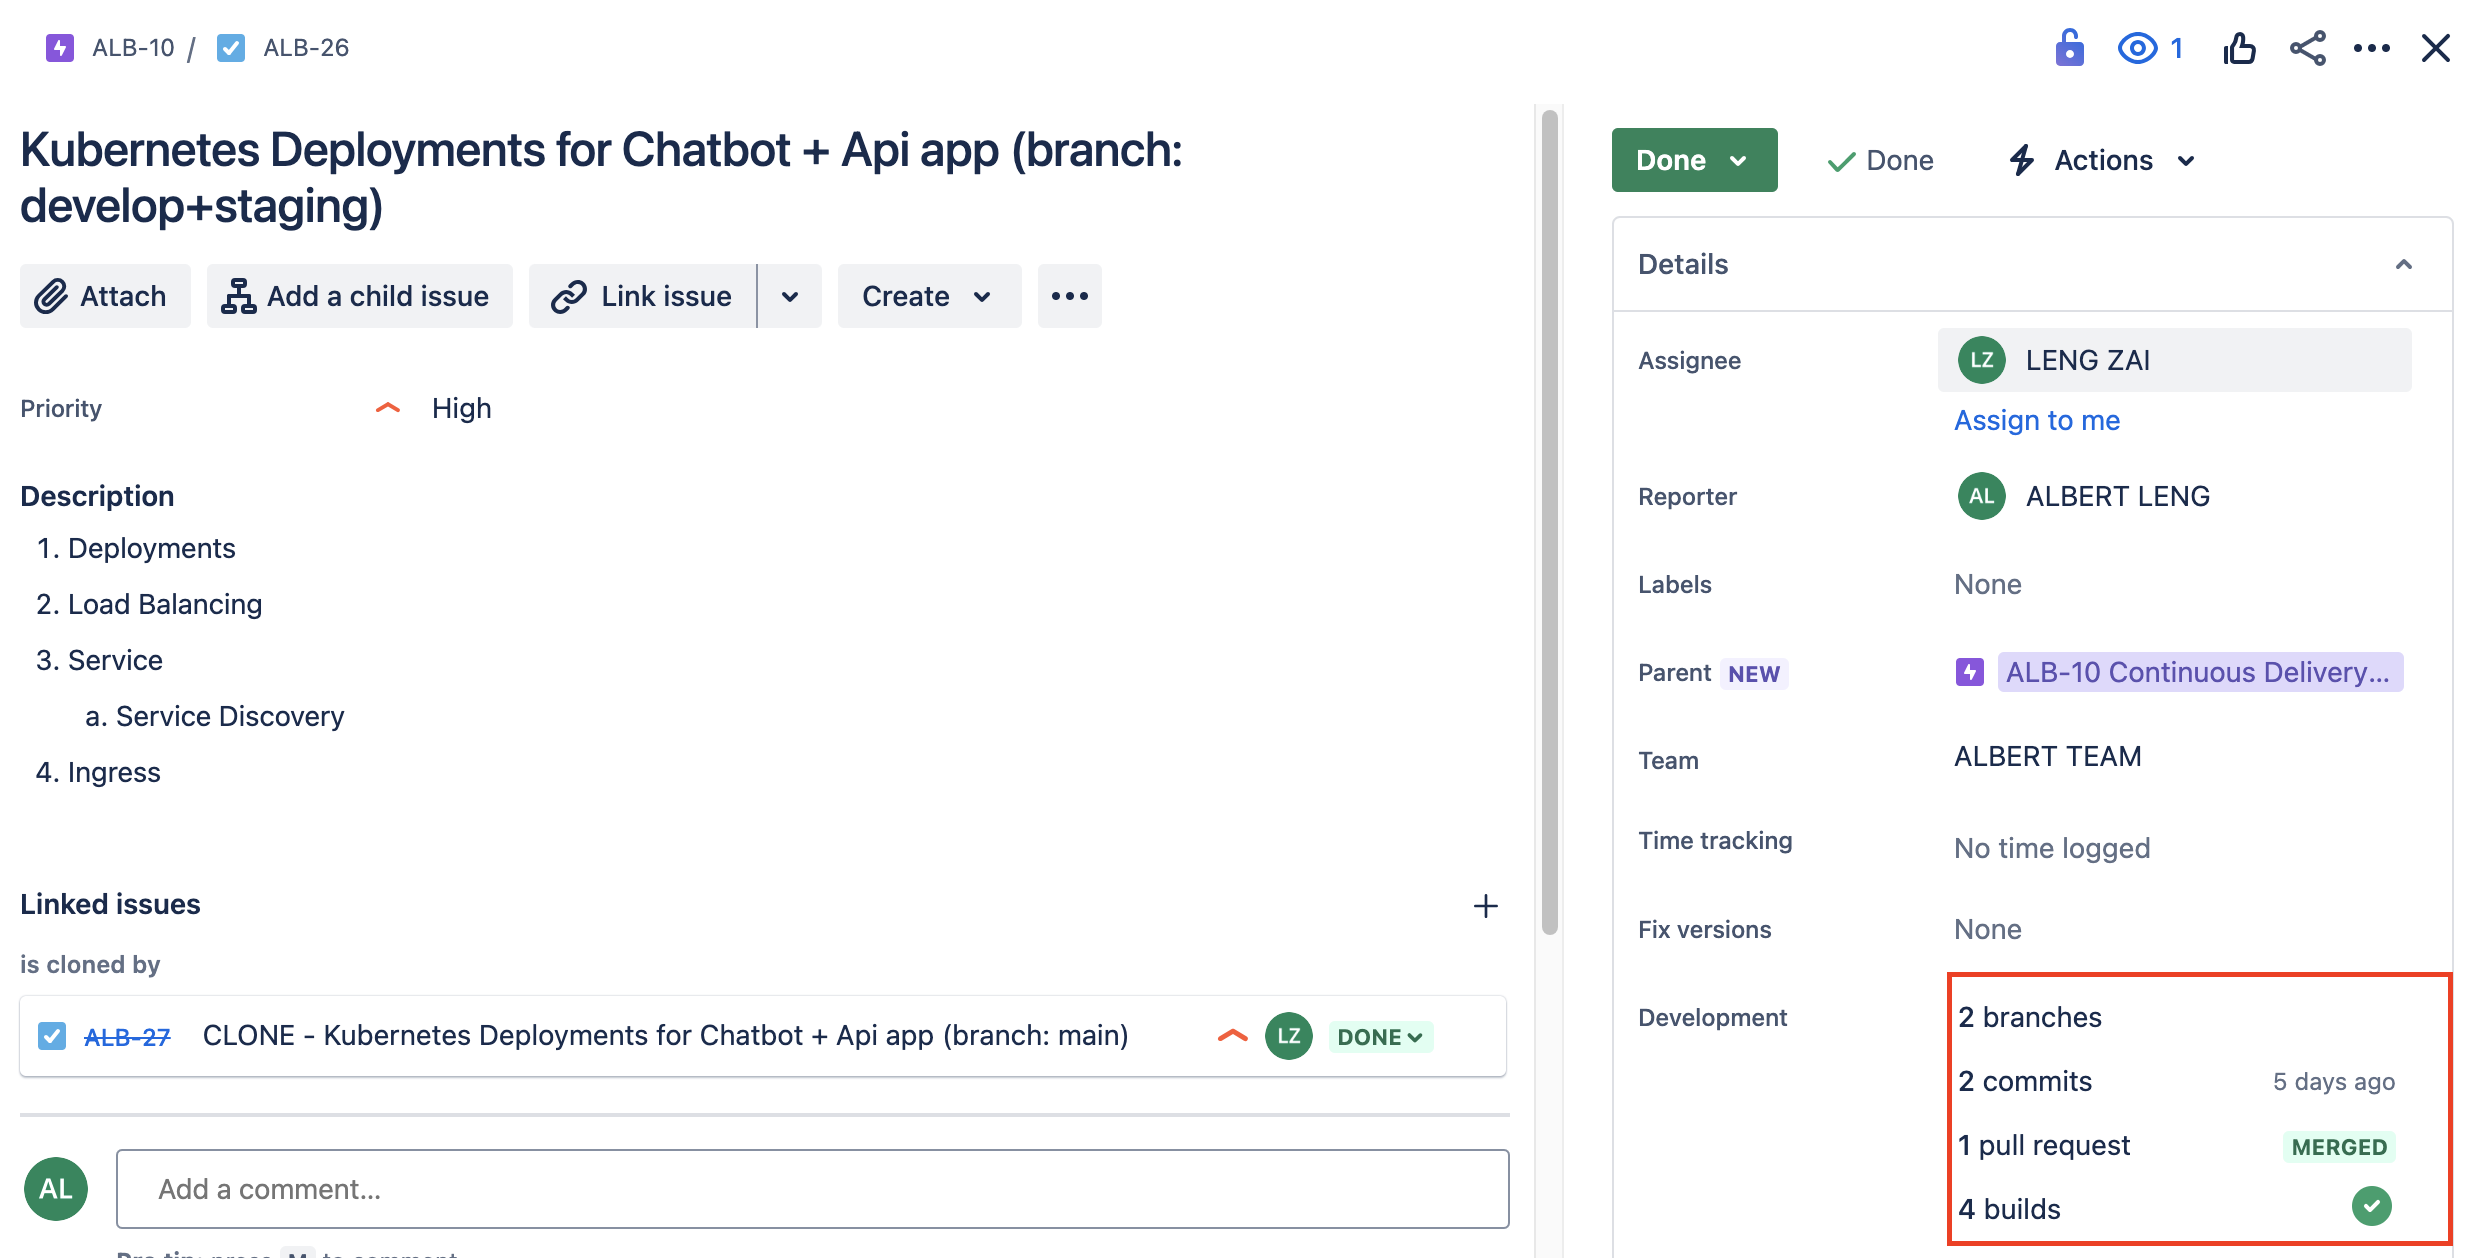 ALB-10 / ALB-26
1
Kubernetes Deployments for Chatbot + Api app (branch:
develop+staging)
Attach
Add a child issue
Link issue
Create
Priority
High
Description
1. Deployments
2. Load Balancing
3. Service
a. Service Discovery
4. Ingress
Linked issues
is cloned by
ALB-27 CLONE - Kubernetes Deployments for Chatbot + Api app (branch: main) LZ DONE
AL
Add a comment...
Pro tip: press M to comment
Done
Done
Actions
Details
Assignee
LZ LENG ZAI
Assign to me
Reporter
AL ALBERT LENG
Labels
None
Parent NEW
ALB-10 Continuous Delivery...
Team
ALBERT TEAM
Time tracking
No time logged
Fix versions
None
Development
2 branches
2 commits 5 days ago
1 pull request MERGED
4 builds